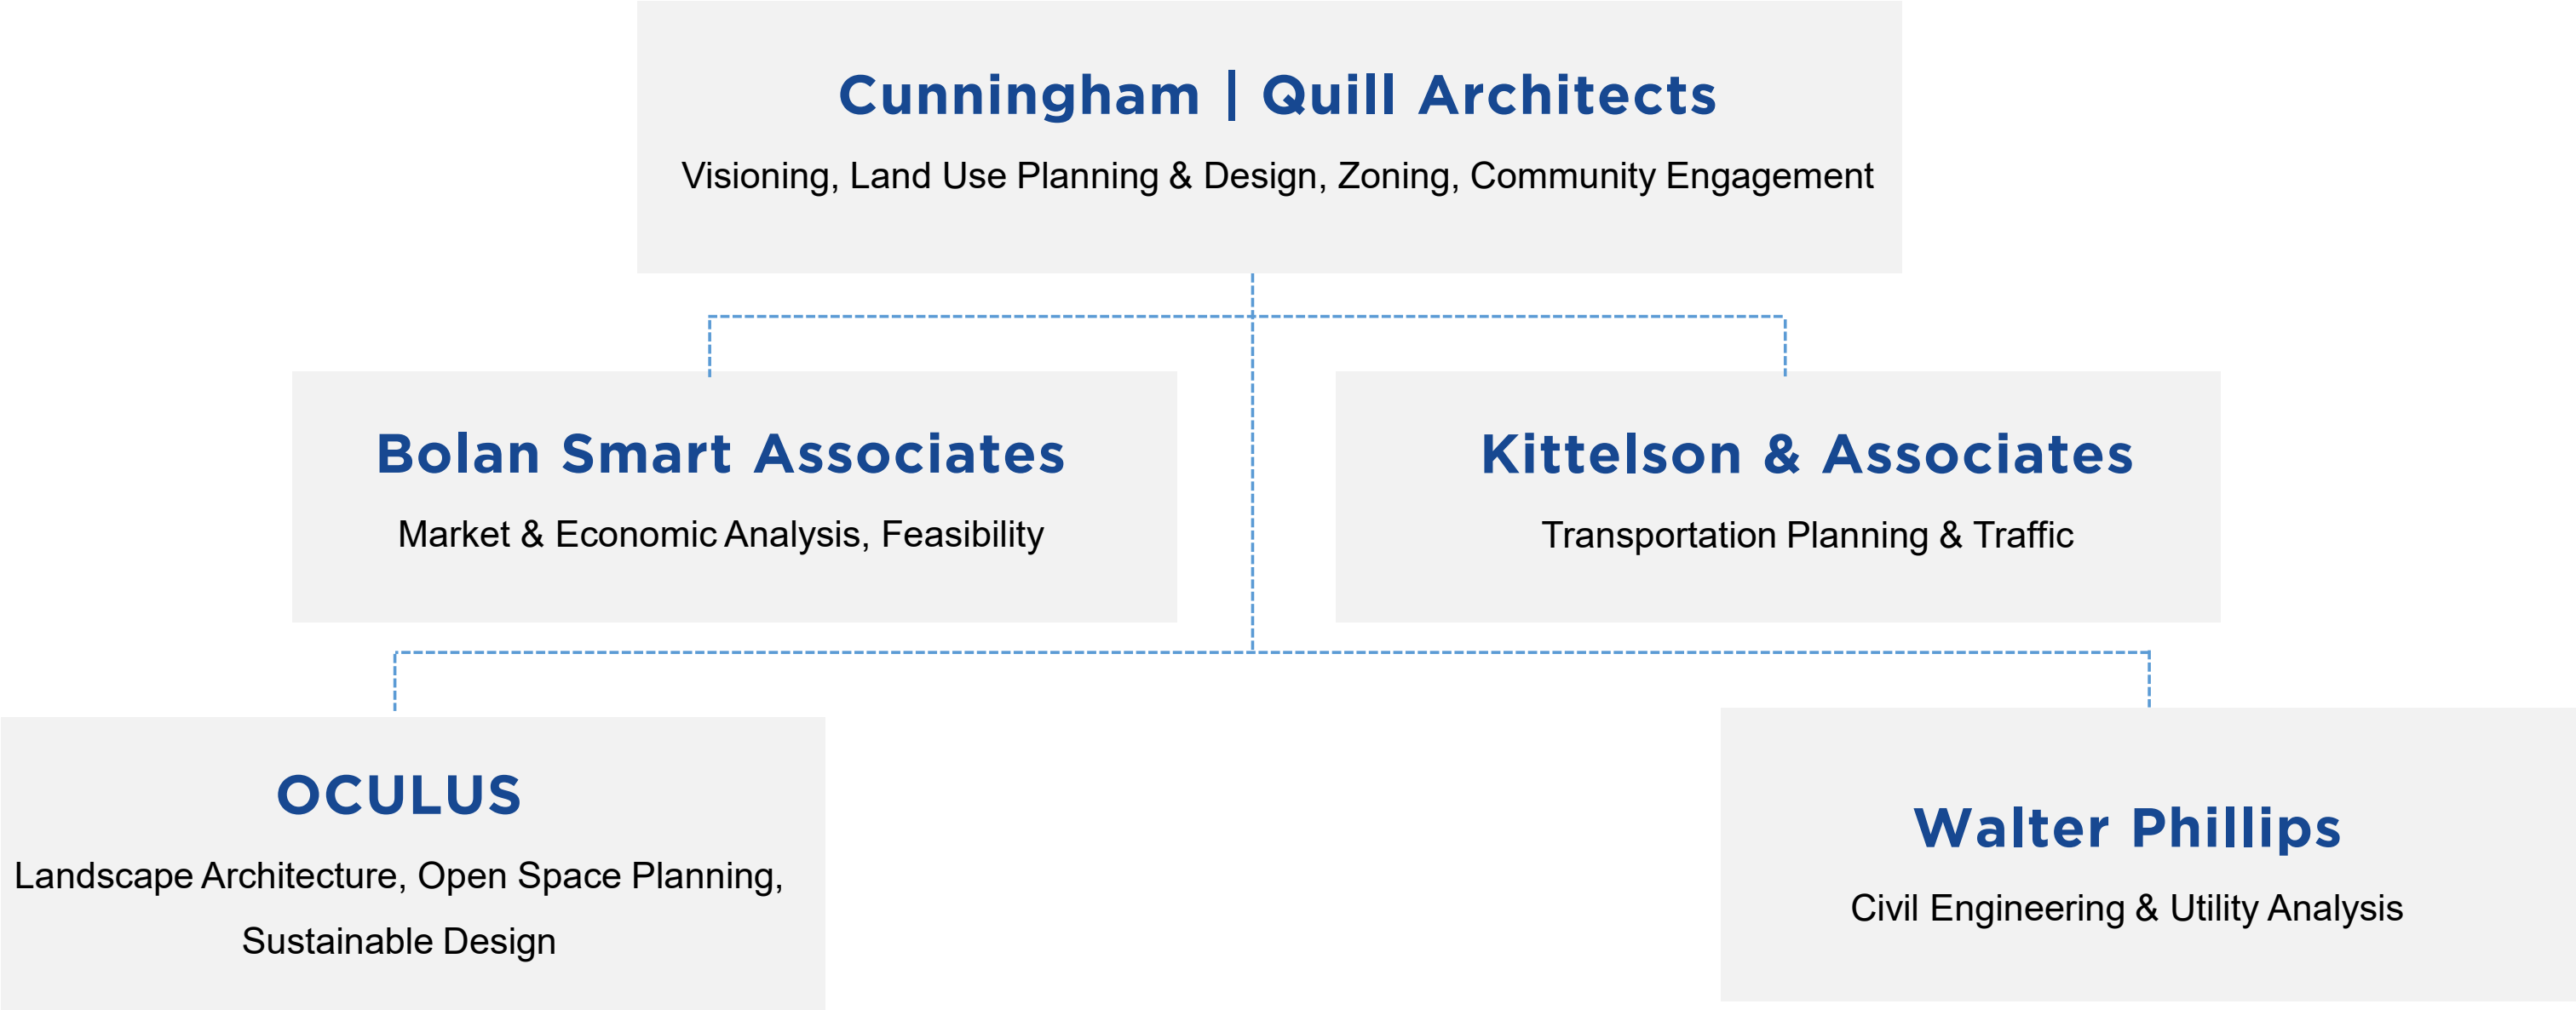 Cunningham | Quill Architects
Visioning, Land Use Planning & Design, Zoning, Community Engagement
Bolan Smart Associates
Market & Economic Analysis, Feasibility
Kittelson & Associates
Transportation Planning & Traffic
OCULUS
Landscape Architecture, Open Space Planning,
Sustainable Design
Walter Phillips
Civil Engineering & Utility Analysis